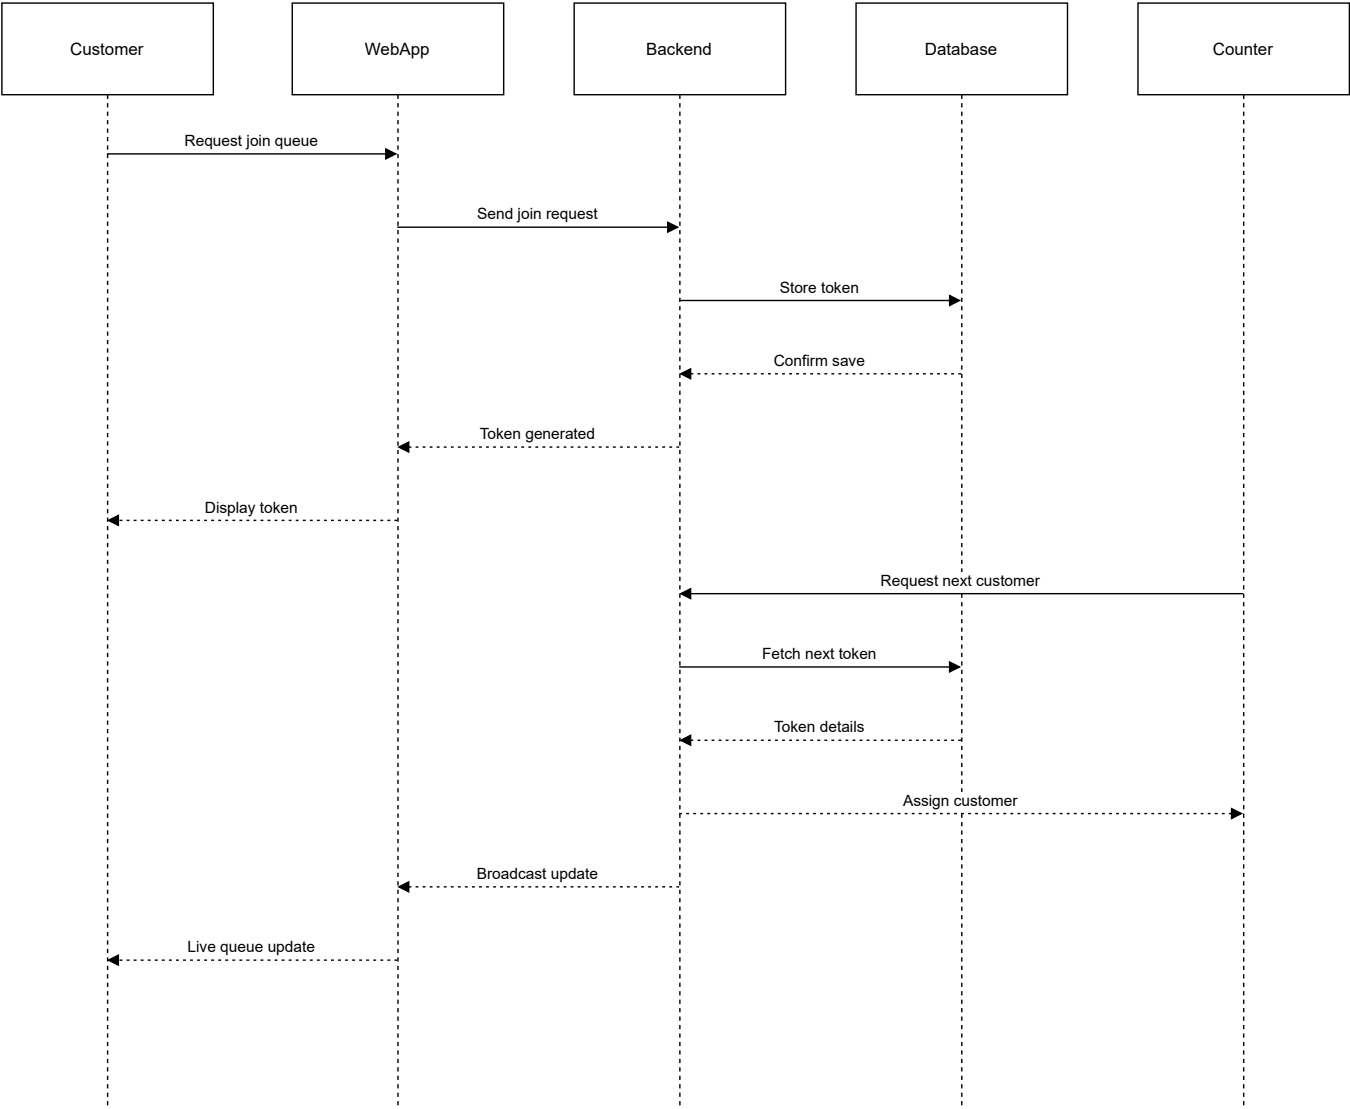 Customer
WebApp
Backend
Database
Counter
Request join queue
Send join request
Store token
Confirm save
Token generated
Display token
Request next customer
Fetch next token
Token details
Assign customer
Broadcast update
Live queue update